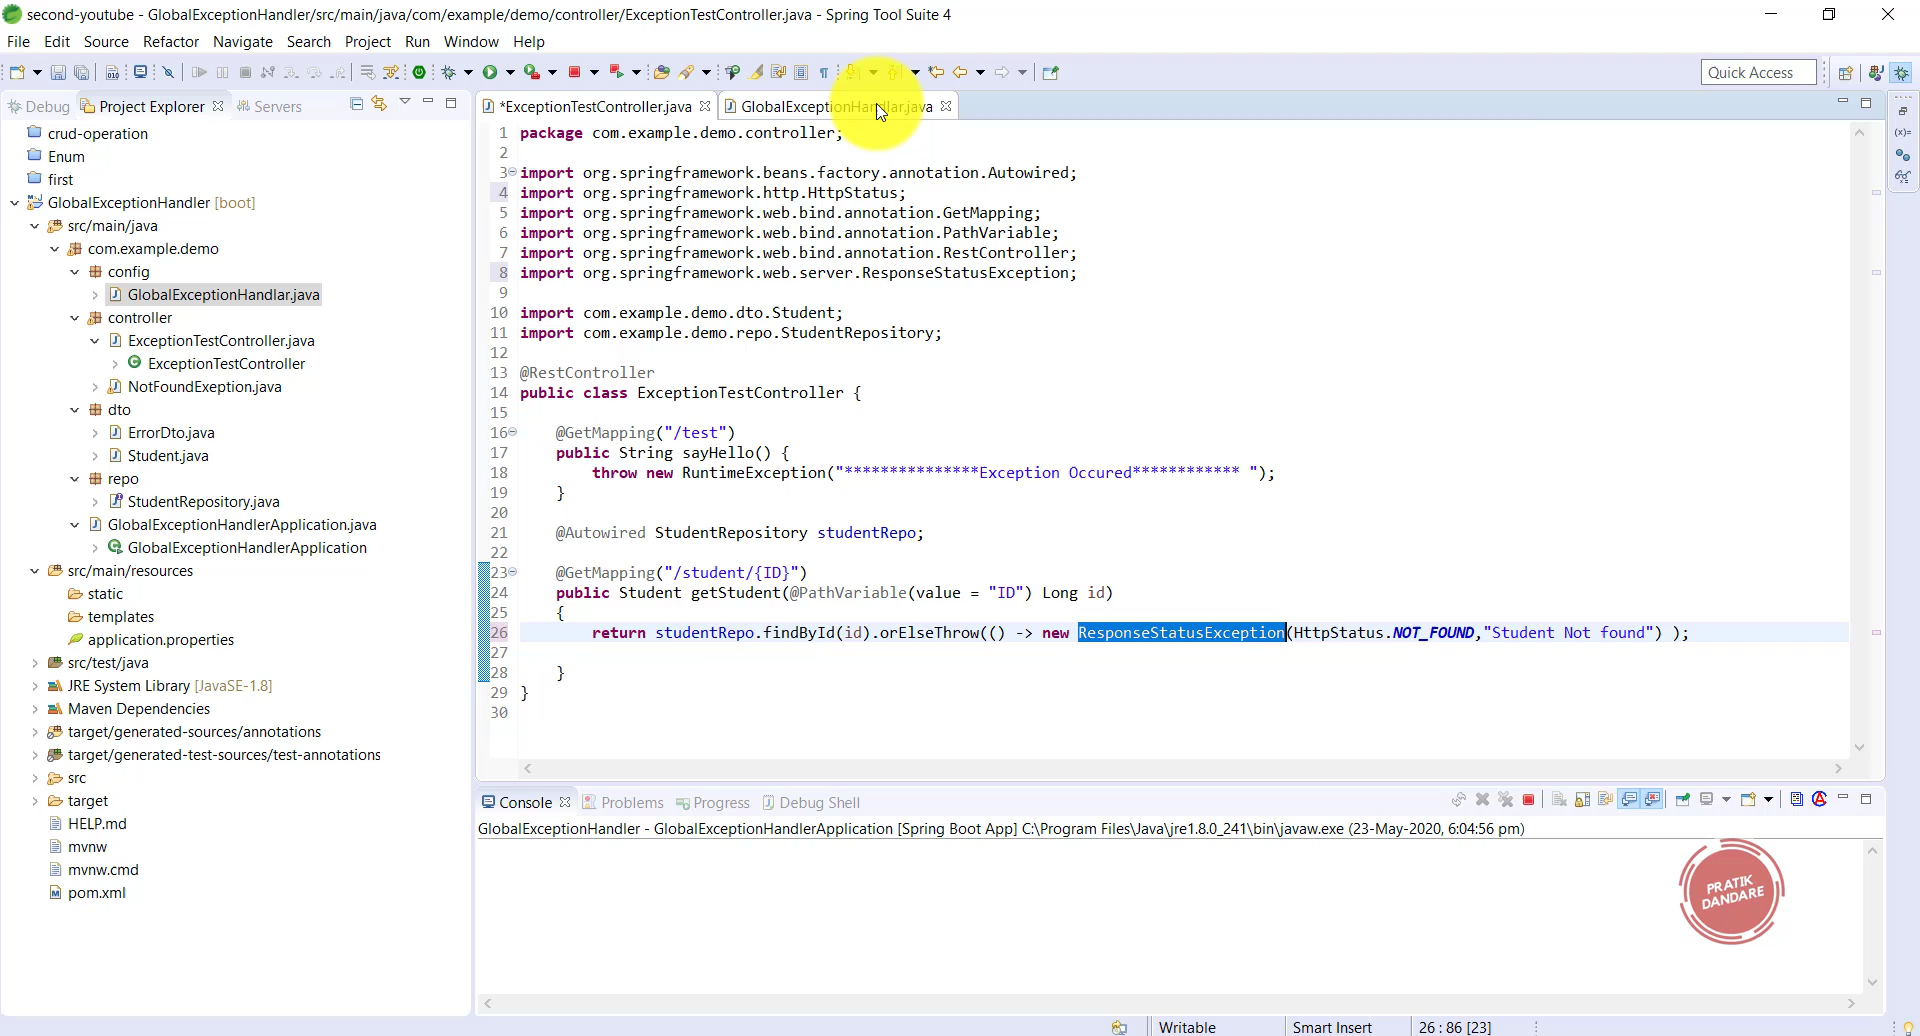 second-youtube - GlobalExceptionHandler/src/main/java/com/example/demo/controller/ExceptionTestController.java - Spring Tool Suite 4
File Edit Source Refactor Navigate Search Project Run Window Help
Quick Access
Debug Project Explorer Servers
*ExceptionTestController.java GlobalExceptionHandlar.java
crud-operation
Enum
first
GlobalExceptionHandler [boot]
src/main/java
com.example.demo
config
GlobalExceptionHandlar.java
controller
ExceptionTestController.java
ExceptionTestController
NotFoundExeption.java
dto
ErrorDto.java
Student.java
repo
StudentRepository.java
GlobalExceptionHandlerApplication.java
GlobalExceptionHandlerApplication
src/main/resources
static
templates
application.properties
src/test/java
JRE System Library [JavaSE-1.8]
Maven Dependencies
target/generated-sources/annotations
target/generated-test-sources/test-annotations
src
target
HELP.md
mvnw
mvnw.cmd
pom.xml
1 package com.example.demo.controller;
2
3 import org.springframework.beans.factory.annotation.Autowired;
4 import org.springframework.http.HttpStatus;
5 import org.springframework.web.bind.annotation.GetMapping;
6 import org.springframework.web.bind.annotation.PathVariable;
7 import org.springframework.web.bind.annotation.RestController;
8 import org.springframework.web.server.ResponseStatusException;
9
10 import com.example.demo.dto.Student;
11 import com.example.demo.repo.StudentRepository;
12
13 @RestController
14 public class ExceptionTestController {
15
16 @GetMapping("/test")
17 public String sayHello() {
18 throw new RuntimeException("***************Exception Occured************ ");
19 }
20
21 @Autowired StudentRepository studentRepo;
22
23 @GetMapping("/student/{ID}")
24 public Student getStudent(@PathVariable(value = "ID") Long id)
25 {
26 return studentRepo.findById(id).orElseThrow(() -> new ResponseStatusException(HttpStatus.NOT_FOUND,"Student Not found") );
27
28 }
29 }
30
Console Problems Progress Debug Shell
GlobalExceptionHandler - GlobalExceptionHandlerApplication [Spring Boot App] C:\Program Files\Java\jre1.8.0_241\bin\javaw.exe (23-May-2020, 6:04:56 pm)
PRATIK
DANDARE
Writable Smart Insert 26 : 86 [23]